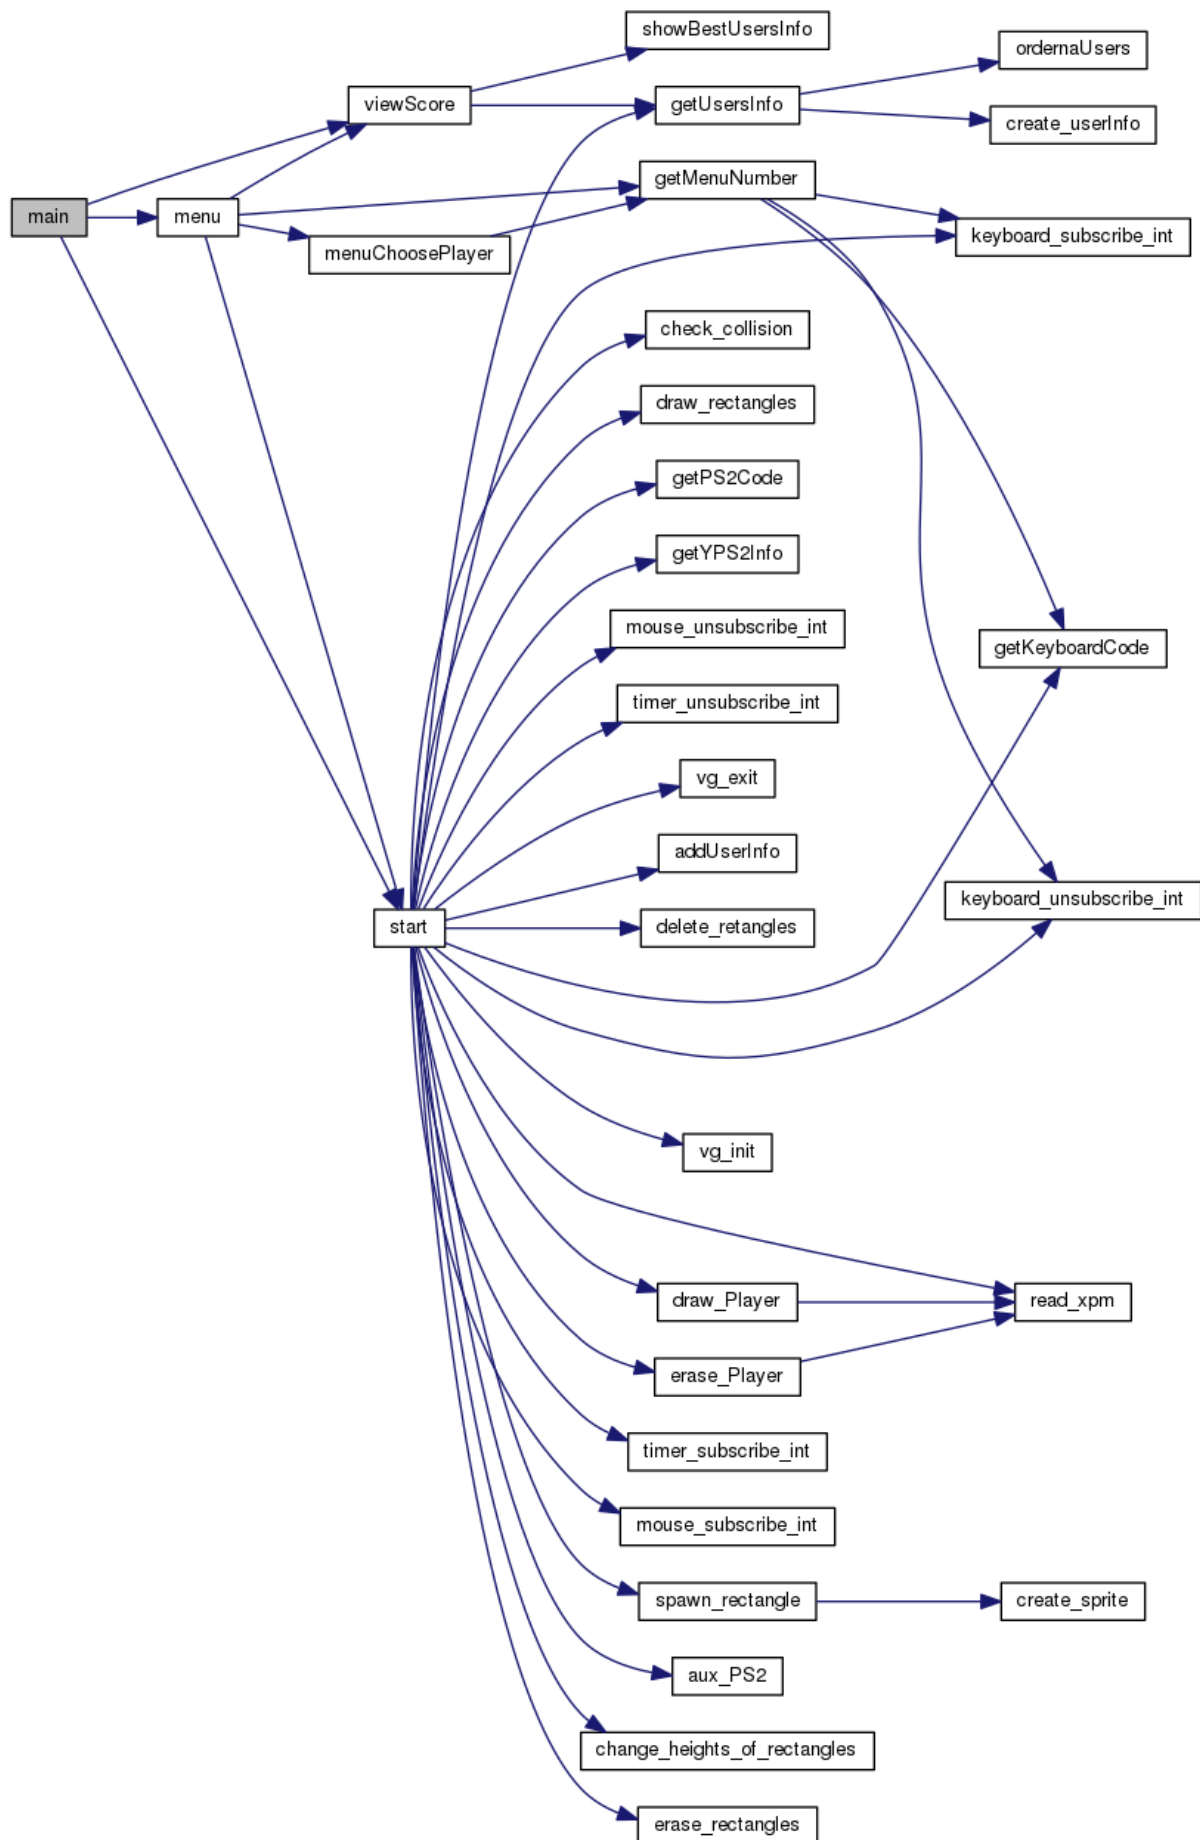 showBestUsersInfo
ordernaUsers
viewScore
getUsersInfo
create_userInfo
getMenuNumber
main
menu
keyboard_subscribe_int
menuChoosePlayer
check_collision
draw_rectangles
getPS2Code
getYPS2Info
mouse_unsubscribe_int
getKeyboardCode
timer_unsubscribe_int
vg_exit
addUserInfo
keyboard_unsubscribe_int
start
delete_retangles
vg_init
draw_Player
read_xpm
erase_Player
timer_subscribe_int
mouse_subscribe_int
spawn_rectangle
create_sprite
aux_PS2
change_heights_of_rectangles
erase_rectangles